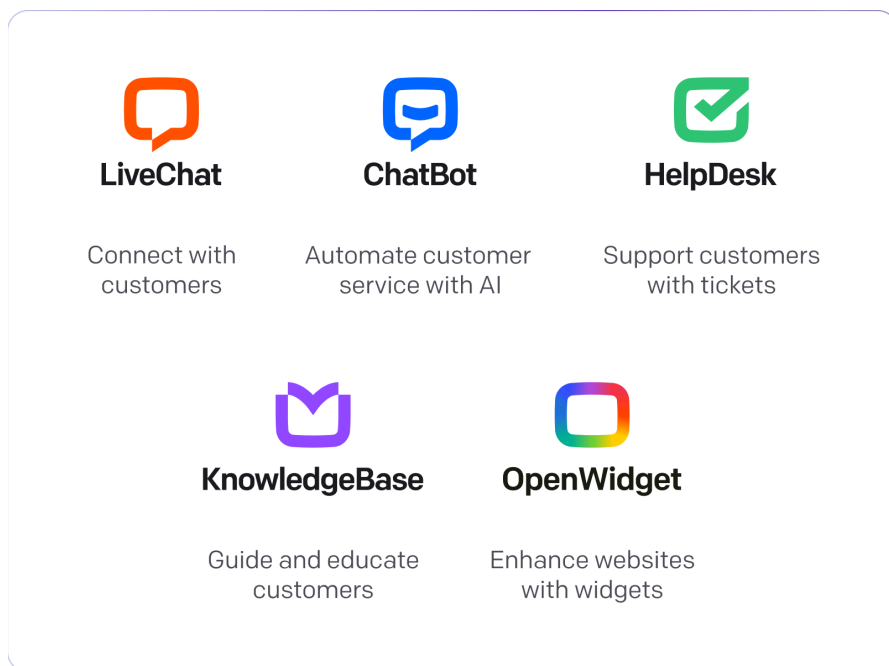 LiveChat
Connect with
customers
ChatBot
Automate customer
service with AI
HelpDesk
Support customers
with tickets
KnowledgeBase
Guide and educate
customers
OpenWidget
Enhance websites
with widgets